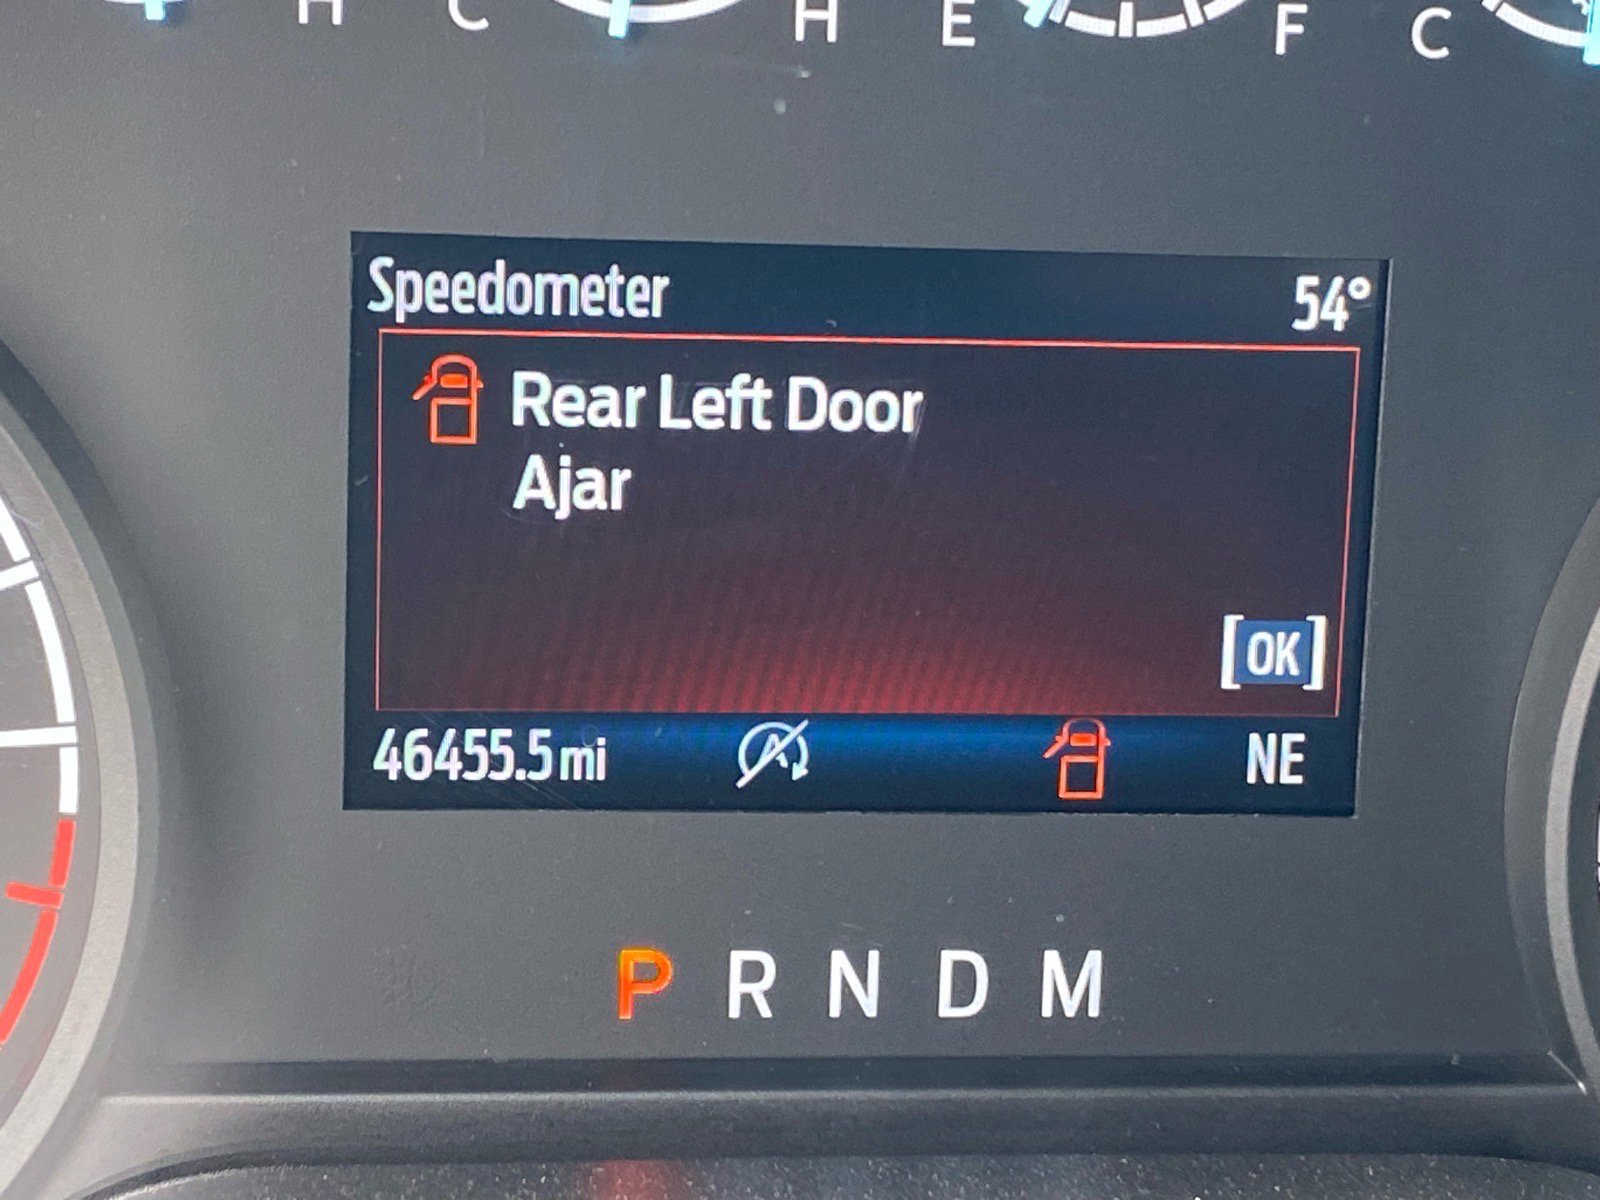 H C H E F C
Speedometer 54°
Rear Left Door
Ajar
[OK]
46455.5 mi NE
P R N D M